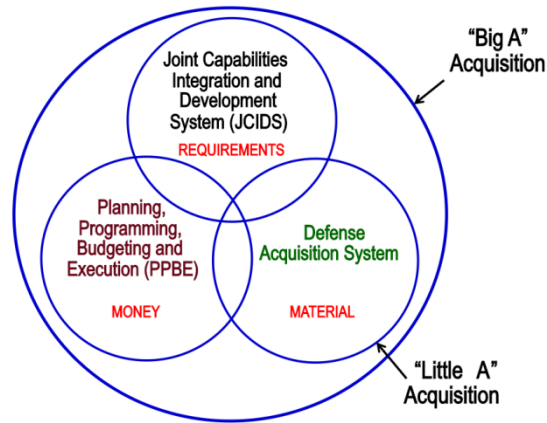 “Big A”
Acquisition
Joint Capabilities
Integration and
Development
System (JCIDS)
REQUIREMENTS
Planning,
Programming,
Budgeting and
Execution (PPBE)
MONEY
Defense
Acquisition System
MATERIAL
“Little A”
Acquisition